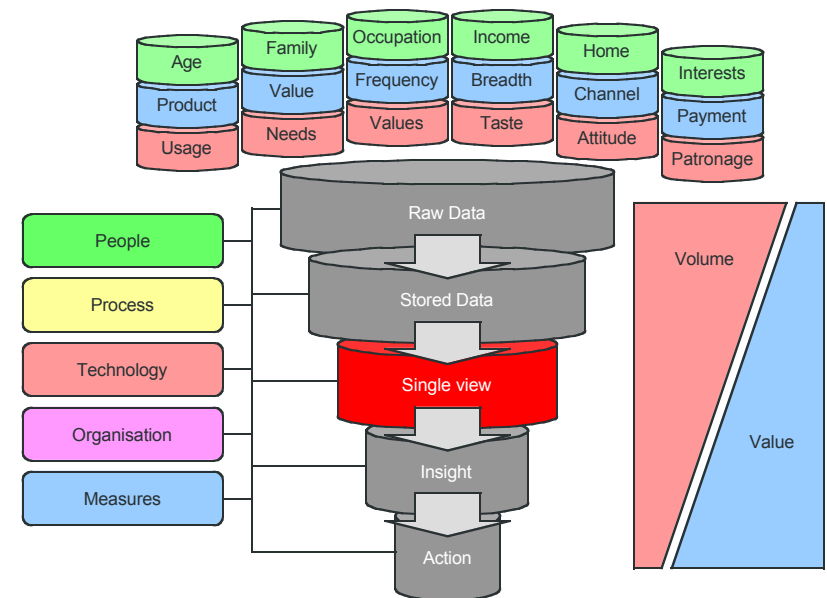 Age
Product
Usage
Family
Value
Needs
Occupation
Frequency
Values
Income
Breadth
Taste
Home
Channel
Attitude
Interests
Payment
Patronage
People
Process
Technology
Organisation
Measures
Raw Data
Stored Data
Single view
Insight
Action
Volume
Value